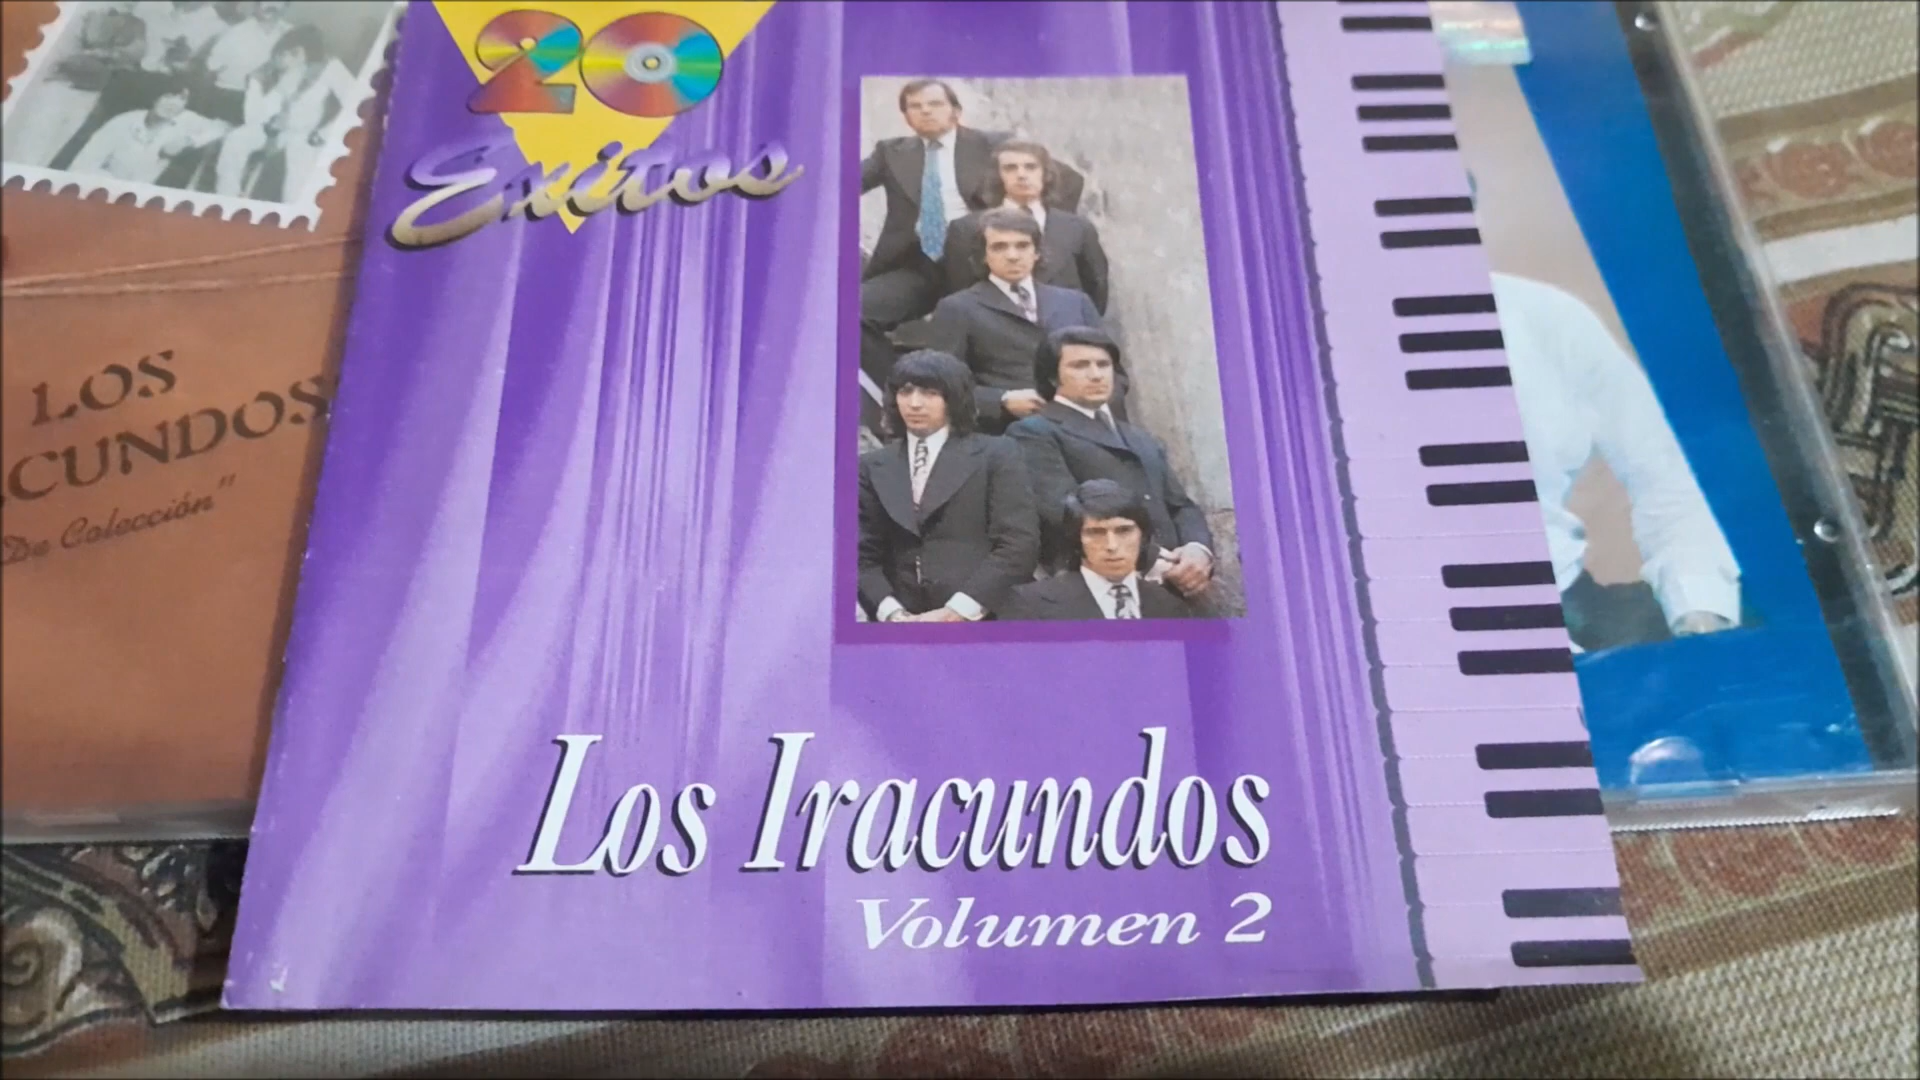 20
Exitos
LOS
CUNDOS
"De Colección"
Los Iracundos
Volumen 2